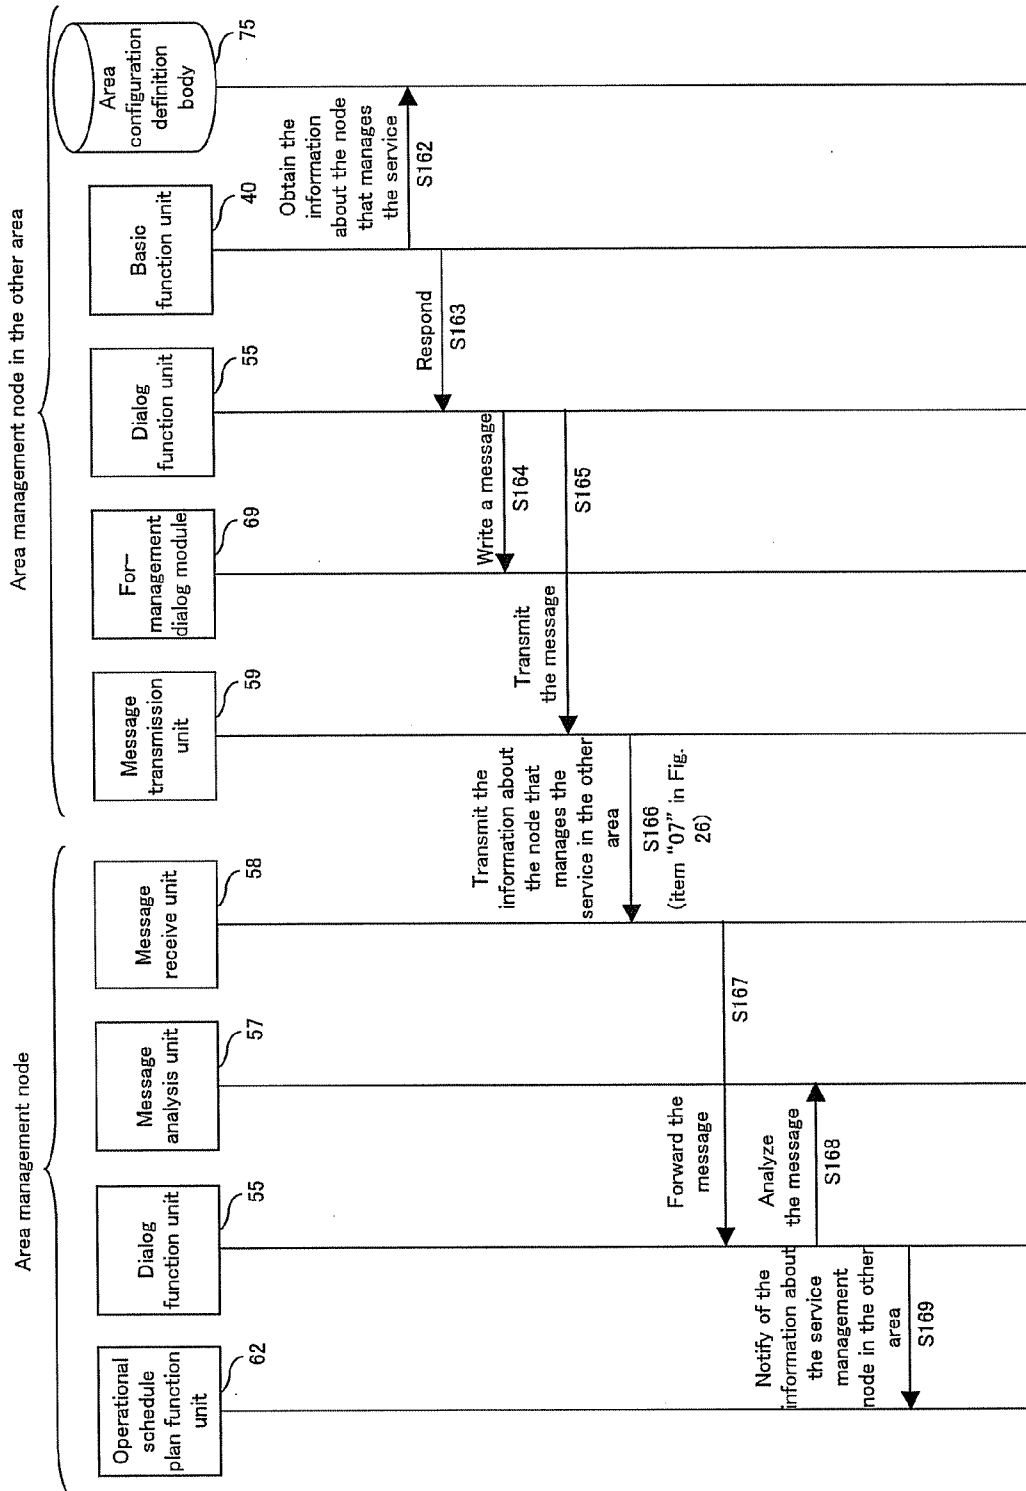 Area management node
Area management node in the other area
Operational
schedule
plan function
unit
62
Dialog
function unit
55
Message
analysis unit
57
Message
receive unit
58
Message
transmission
unit
59
For-
management
dialog module
69
Dialog
function unit
55
Basic
function unit
40
Area
configuration
definition
body
75
Obtain the
information
about the node
that manages
the service
S162
Respond
S163
Write a message
S164
Transmit
the message
S165
Transmit the
information about
the node that
manages the
service in the other
area
S166
(item "07" in Fig.
26)
Forward the
message
S167
Analyze
the message
S168
Notify of the
information about
the service
management
node in the other
area
S169